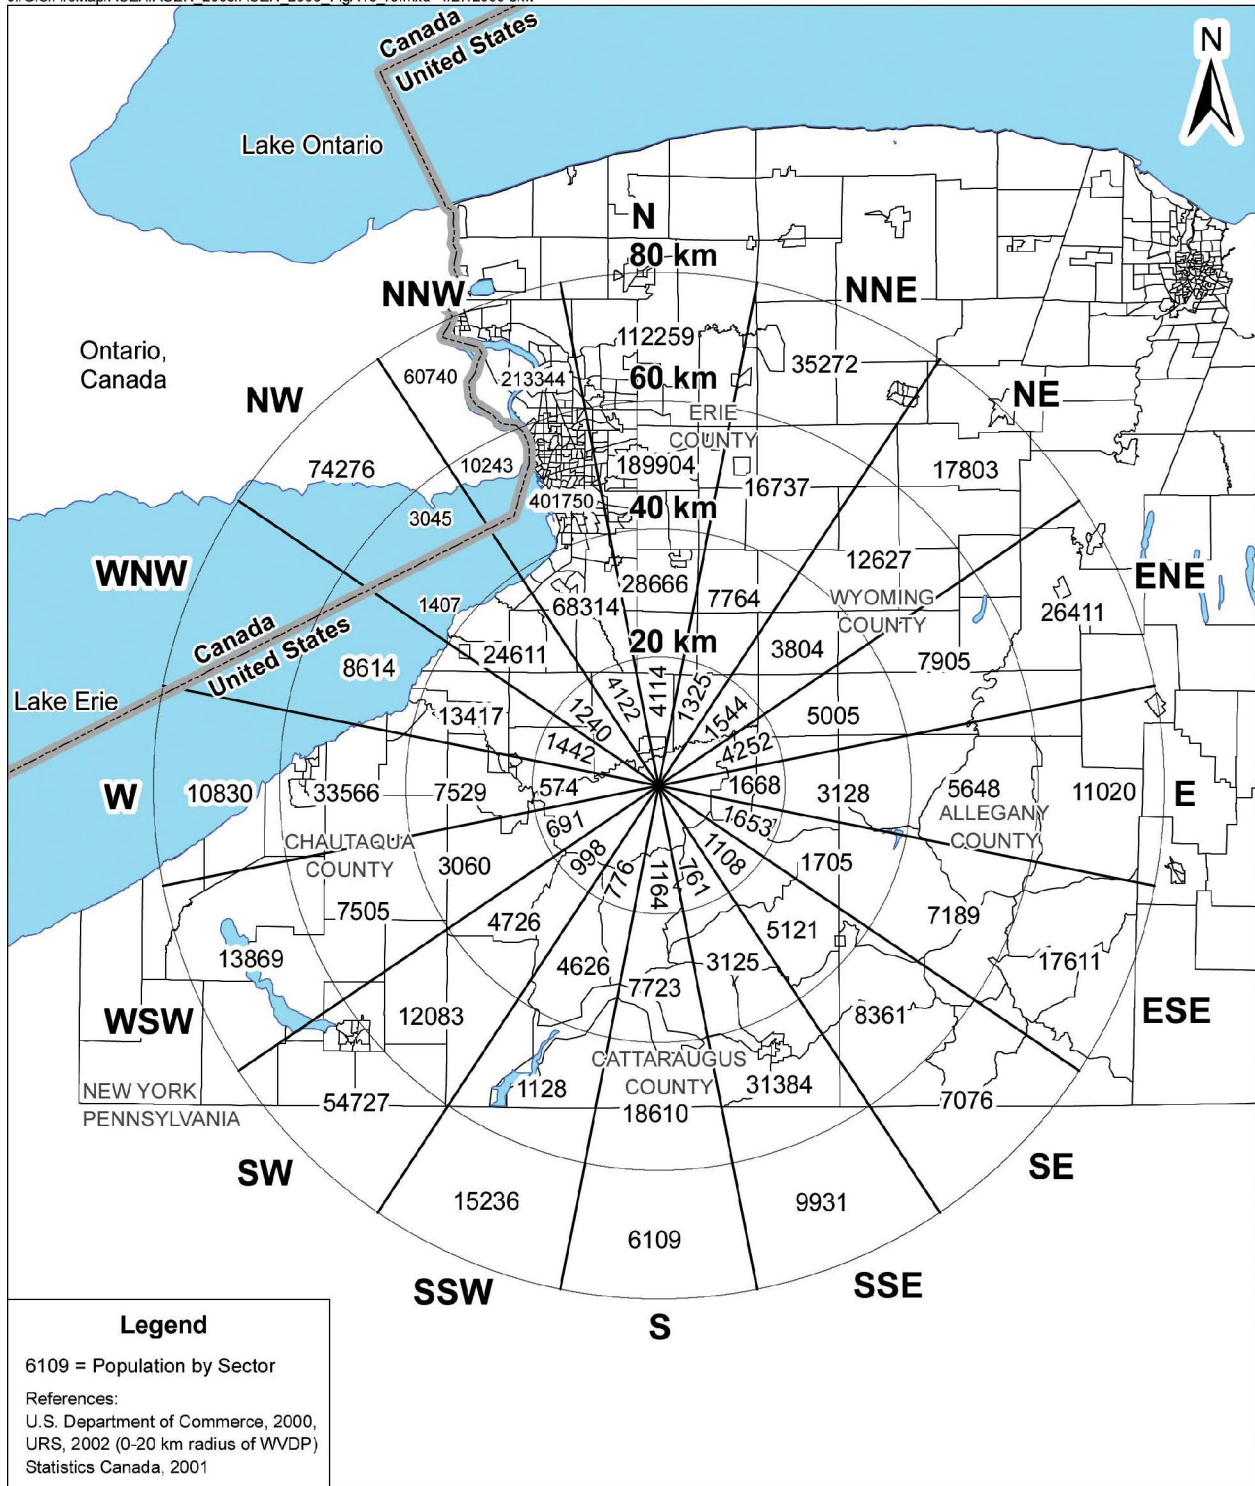 Canada
United States
N
Lake Ontario
N
80 km
NNW
NNE
112259
Ontario,
Canada
35272
60740
213344
60 km
NW
NE
ERIE
COUNTY
74276
10243
189904
17803
16737
401750
3045
40 km
WNW
12627
ENE
28666
1407
68314
7764
WYOMING
COUNTY
26411
Canada
United States
20 km
24611
3804
7905
8614
4122
4114
1325
Lake Erie
13417
1240
1544
5005
1442
4252
W
10830
33566
7529
574
1668
3128
5648
11020
E
ALLEGANY
COUNTY
691
1653
CHAUTAQUA
COUNTY
3060
998
776
1164
761
1108
1705
7505
4726
5121
7189
13869
4626
7723
3125
17611
WSW
12083
8361
ESE
CATTARAUGUS
COUNTY
NEW YORK
PENNSYLVANIA
54727
1128
18610
31384
7076
SW
SE
15236
9931
6109
SSW
SSE
S
Legend
6109 = Population by Sector
References:
U.S. Department of Commerce, 2000,
URS, 2002 (0-20 km radius of WVDP)
Statistics Canada, 2001